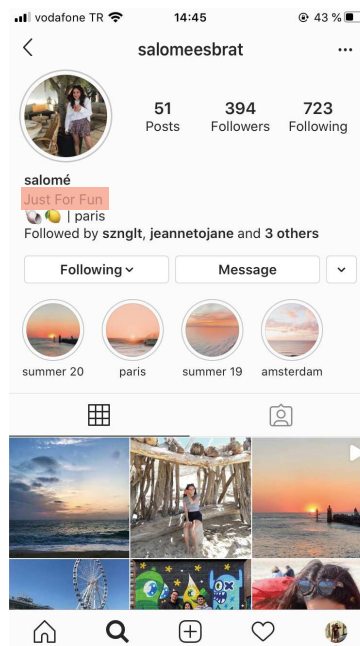 vodafone TR 14:45 43 %
salomeesbrat
51 394 723
Posts Followers Following
salomé
Just For Fun
| paris
Followed by sznglt, jeannetojane and 3 others
Following Message
summer 20 paris summer 19 amsterdam